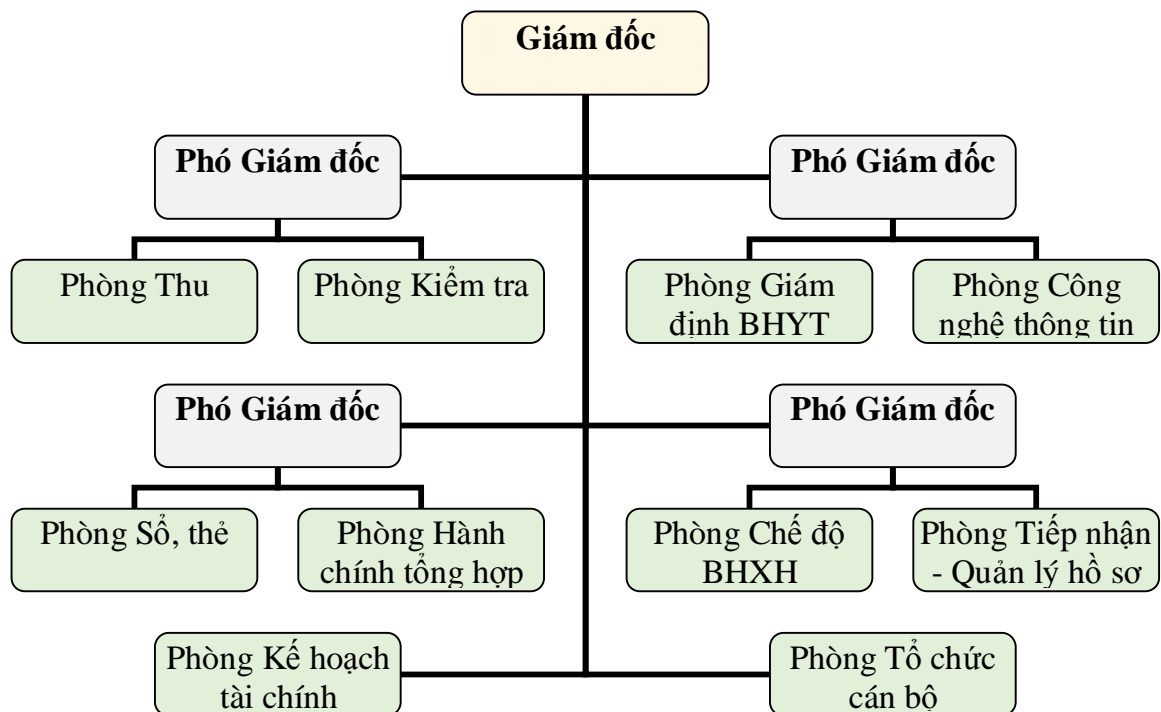 Giám đốc
Phó Giám đốc
Phó Giám đốc
Phòng Thu
Phòng Kiểm tra
Phòng Giám
định BHYT
Phòng Công
nghệ thông tin
Phó Giám đốc
Phó Giám đốc
Phòng Sổ, thẻ
Phòng Hành
chính tổng hợp
Phòng Chế độ
BHXH
Phòng Tiếp nhận
- Quản lý hồ sơ
Phòng Kế hoạch
tài chính
Phòng Tổ chức
cán bộ